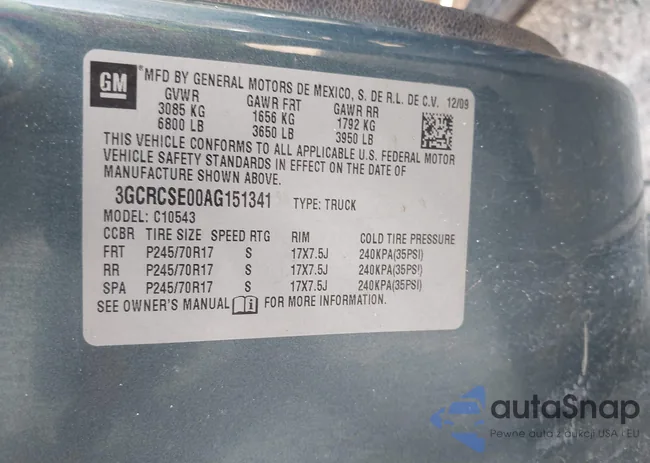 GM
® MFD BY GENERAL MOTORS DE MEXICO, S. DE R.L. DE C.V. 12/09
GVWR GAWR FRT GAWR RR
3085 KG 1656 KG 1792 KG
6800 LB 3650 LB 3950 LB
THIS VEHICLE CONFORMS TO ALL APPLICABLE U.S. FEDERAL MOTOR
VEHICLE SAFETY STANDARDS IN EFFECT ON THE DATE OF
MANUFACTURE SHOWN ABOVE.
3GCRCSE00AG151341 TYPE: TRUCK
MODEL: C10543
CCBR TIRE SIZE SPEED RTG RIM COLD TIRE PRESSURE
FRT P245/70R17 S 17X7.5J 240KPA(35PSI)
RR P245/70R17 S 17X7.5J 240KPA(35PSI)
SPA P245/70R17 S 17X7.5J 240KPA(35PSI)
SEE OWNER'S MANUAL FOR MORE INFORMATION.
autoSnap
Pewne auta z aukcji USA i EU